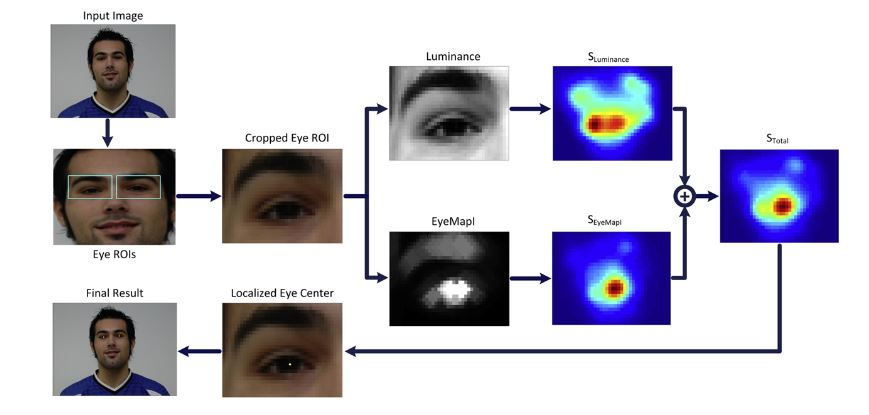 Input Image
Luminance
S_Luminance
Cropped Eye ROI
S_Total
Eye ROIs
EyeMapI
S_EyeMapI
Final Result
Localized Eye Center